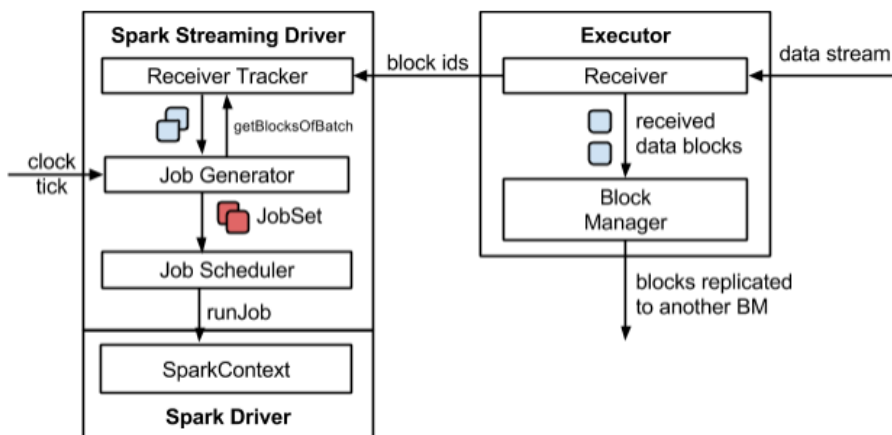 Spark Streaming Driver
Receiver Tracker
getBlocksOfBatch
clock
tick
Job Generator
JobSet
Job Scheduler
runJob
SparkContext
Spark Driver
block ids
Executor
Receiver
data stream
received
data blocks
Block
Manager
blocks replicated
to another BM